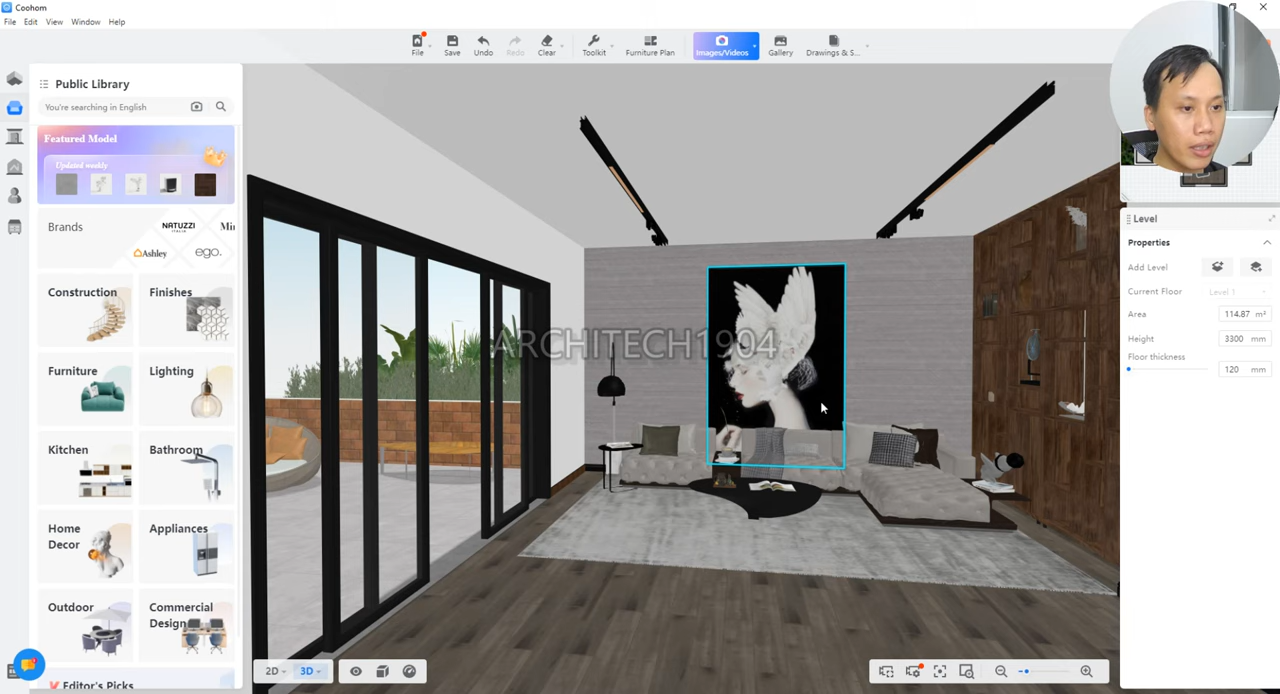 Coohom
File Edit View Window Help
File Save Undo Redo Clear Toolkit Furniture Plan Images/Videos Gallery Drawings & S...
Public Library
You're searching in English
Featured Model
Updated weekly
Brands
NATUZZI
ITALIA
Ashley
ego.
Construction
Finishes
Furniture
Lighting
Kitchen
Bathroom
Home
Decor
Appliances
Outdoor
Commercial
Design
Editor's Picks
ARCHITECH1904
2D 3D
Level
Properties
Add Level
Current Floor Level 1
Area 114.87 m²
Height 3300 mm
Floor thickness
120 mm